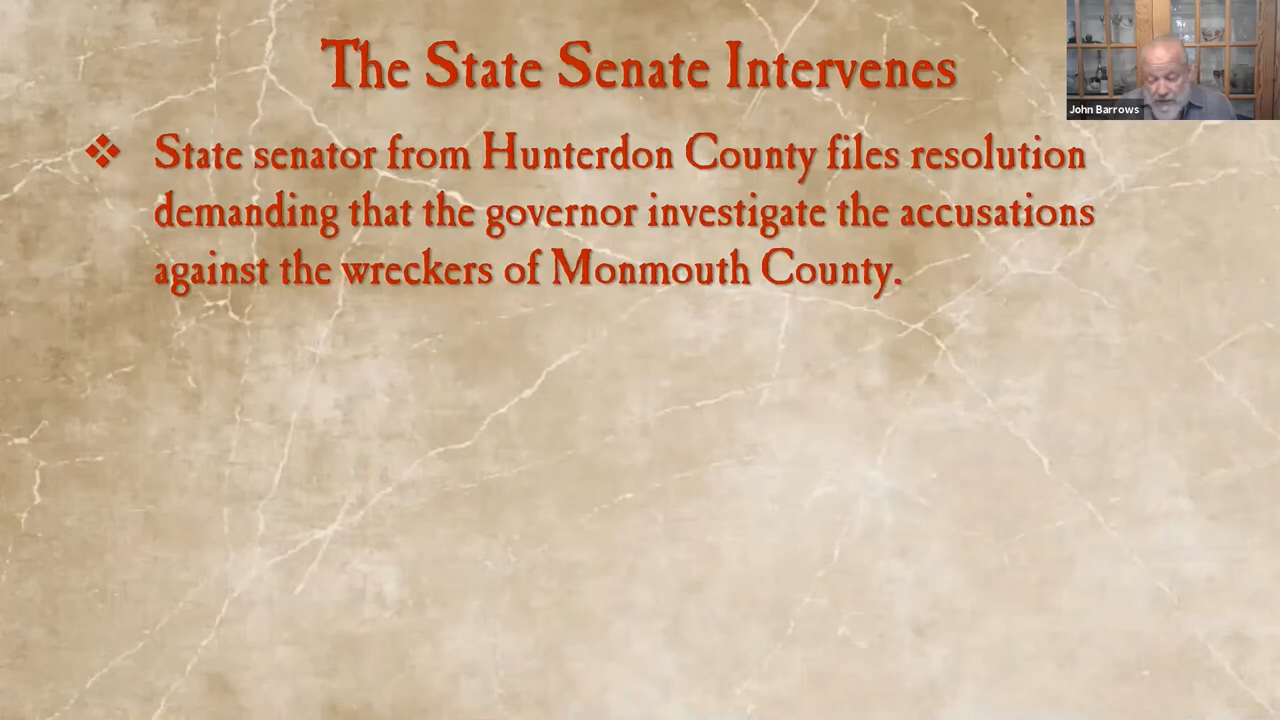 The State Senate Intervenes
John Barrows
State senator from Hunterdon County files resolution
demanding that the governor investigate the accusations
against the wreckers of Monmouth County.